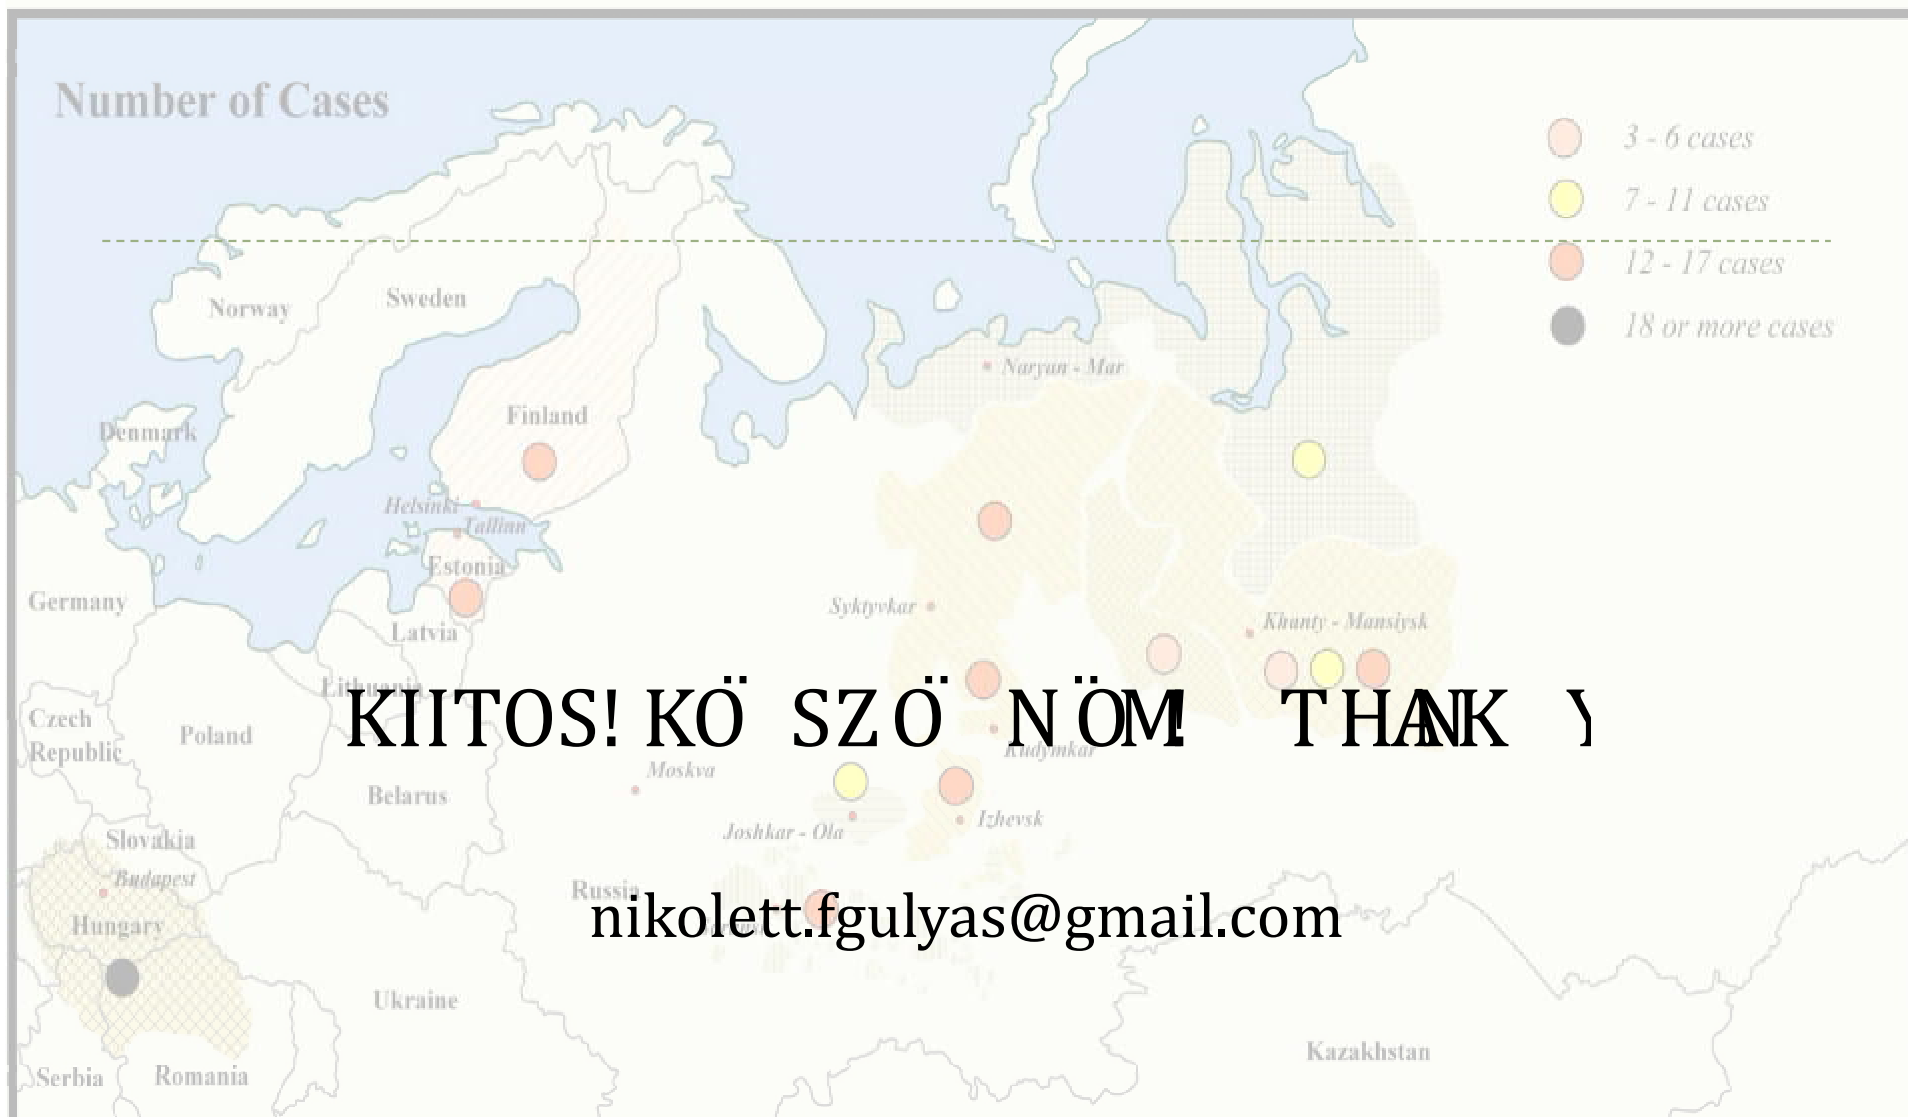 Number of Cases
3 - 6 cases
7 - 11 cases
12 - 17 cases
18 or more cases
Norway
Sweden
Naryan - Mar
Finland
Denmark
Helsinki
Tallinn
Estonia
Germany
Syktyvkar
Khanty - Mansiysk
Latvia
Lithuania
KIITOS! KÖSZÖNÖM! THANK Y
Czech
Republic
Poland
Kudymkar
Moskva
Belarus
Izhevsk
Joshkar - Ola
Slovakia
Budapest
Russia
Hungary
nikolett.fgulyas@gmail.com
Ukraine
Kazakhstan
Serbia
Romania